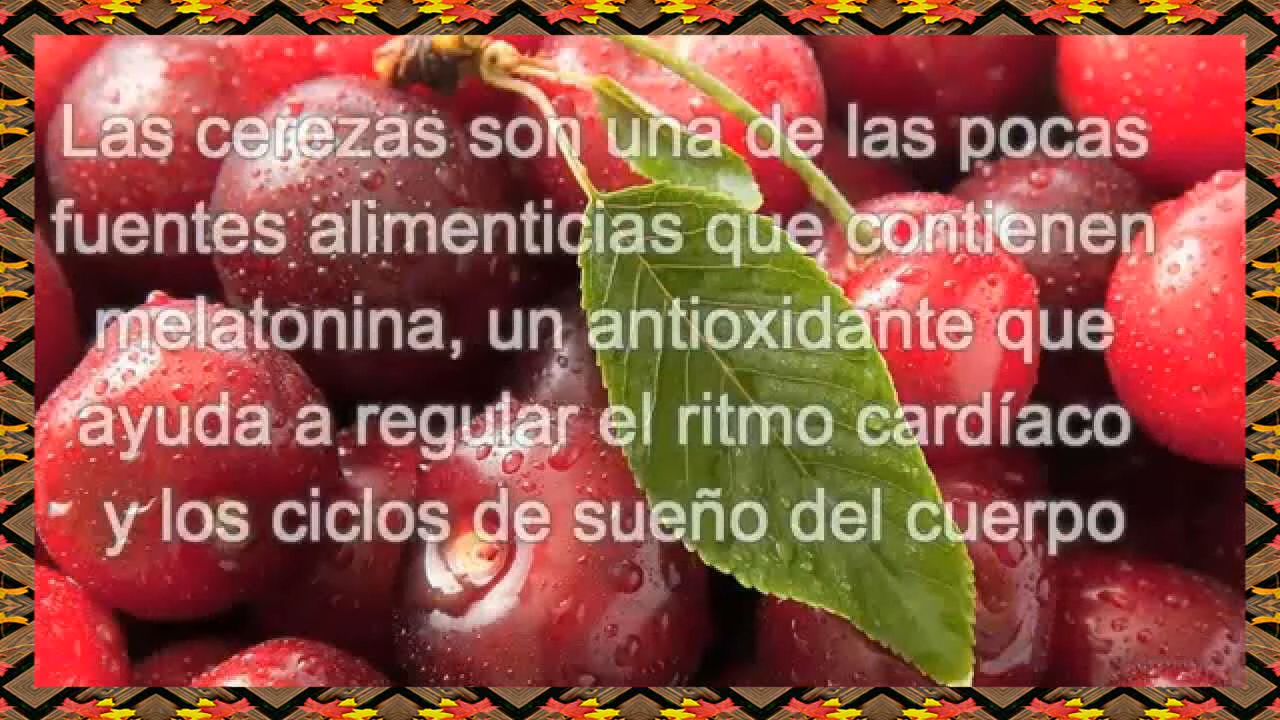 Las cerezas son una de las pocas
fuentes alimenticias que contienen
melatonina, un antioxidante que
ayuda a regular el ritmo cardíaco
y los ciclos de sueño del cuerpo